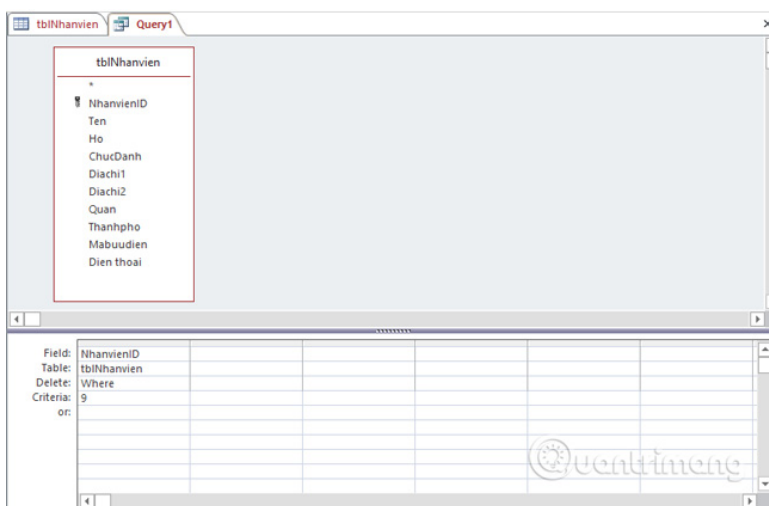 tblNhanvien Query1
tblNhanvien
*
NhanvienID
Ten
Ho
ChucDanh
Diachi1
Diachi2
Quan
Thanhpho
Mabuudien
Dien thoai
Field: NhanvienID
Table: tblNhanvien
Delete: Where
Criteria: 9
or:
Quantrimang